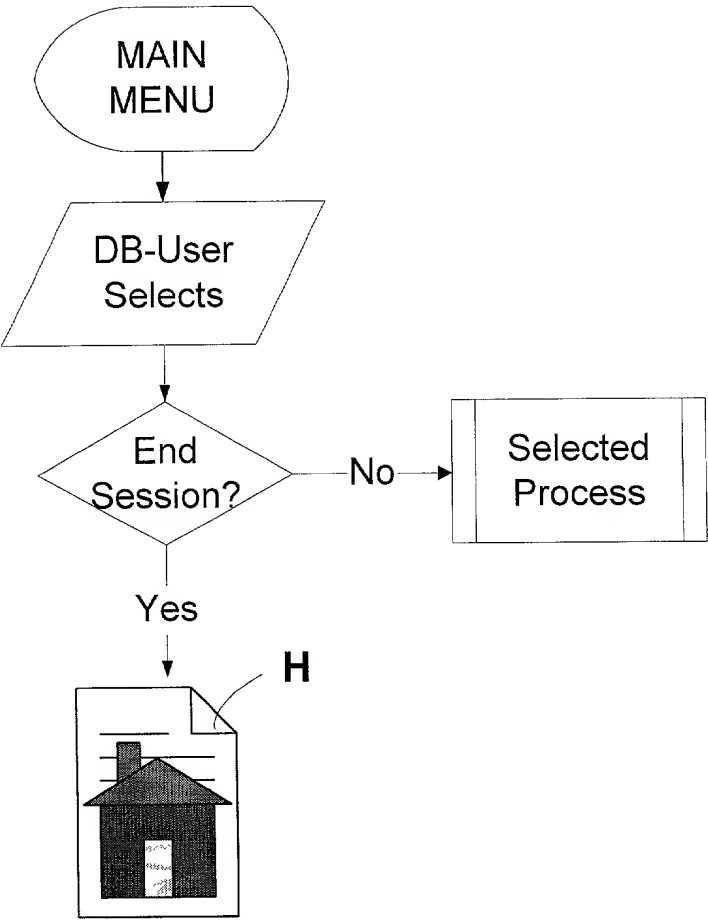 MAIN
MENU
DB-User
Selects
End
Session?
No
Selected
Process
Yes
H